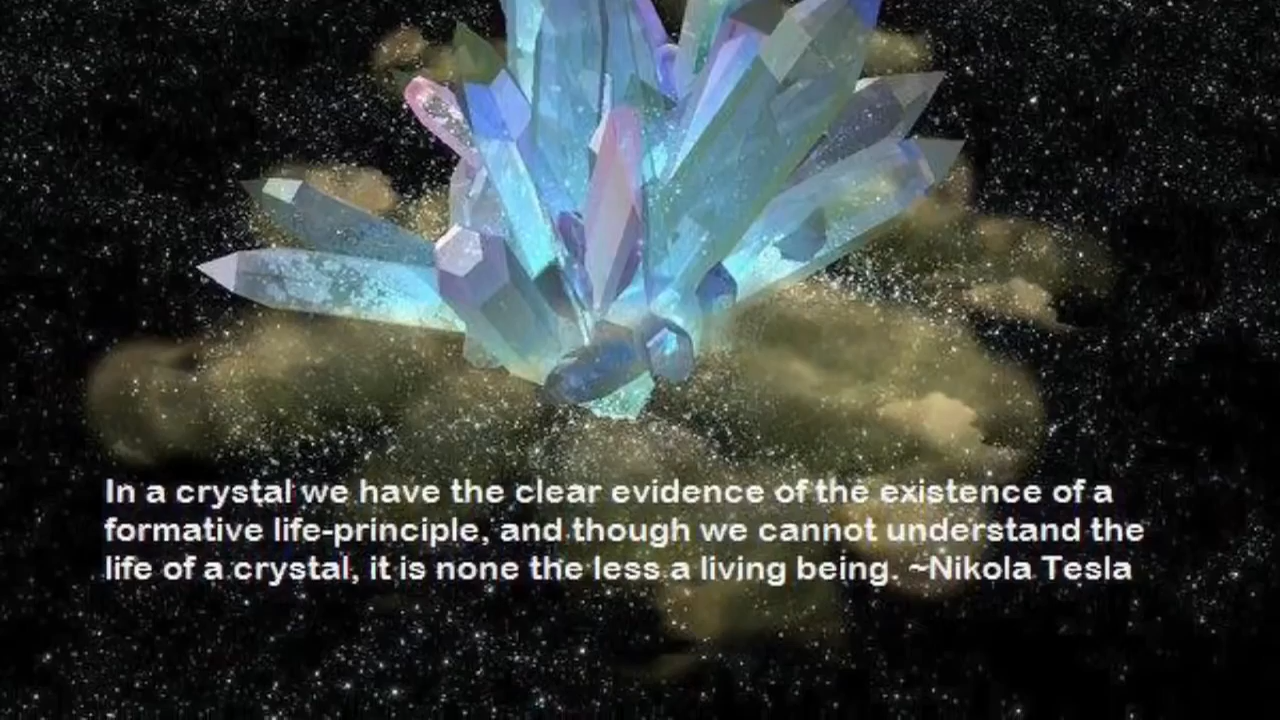 In a crystal we have the clear evidence of the existence of a
formative life-principle, and though we cannot understand the
life of a crystal, it is none the less a living being. ~Nikola Tesla